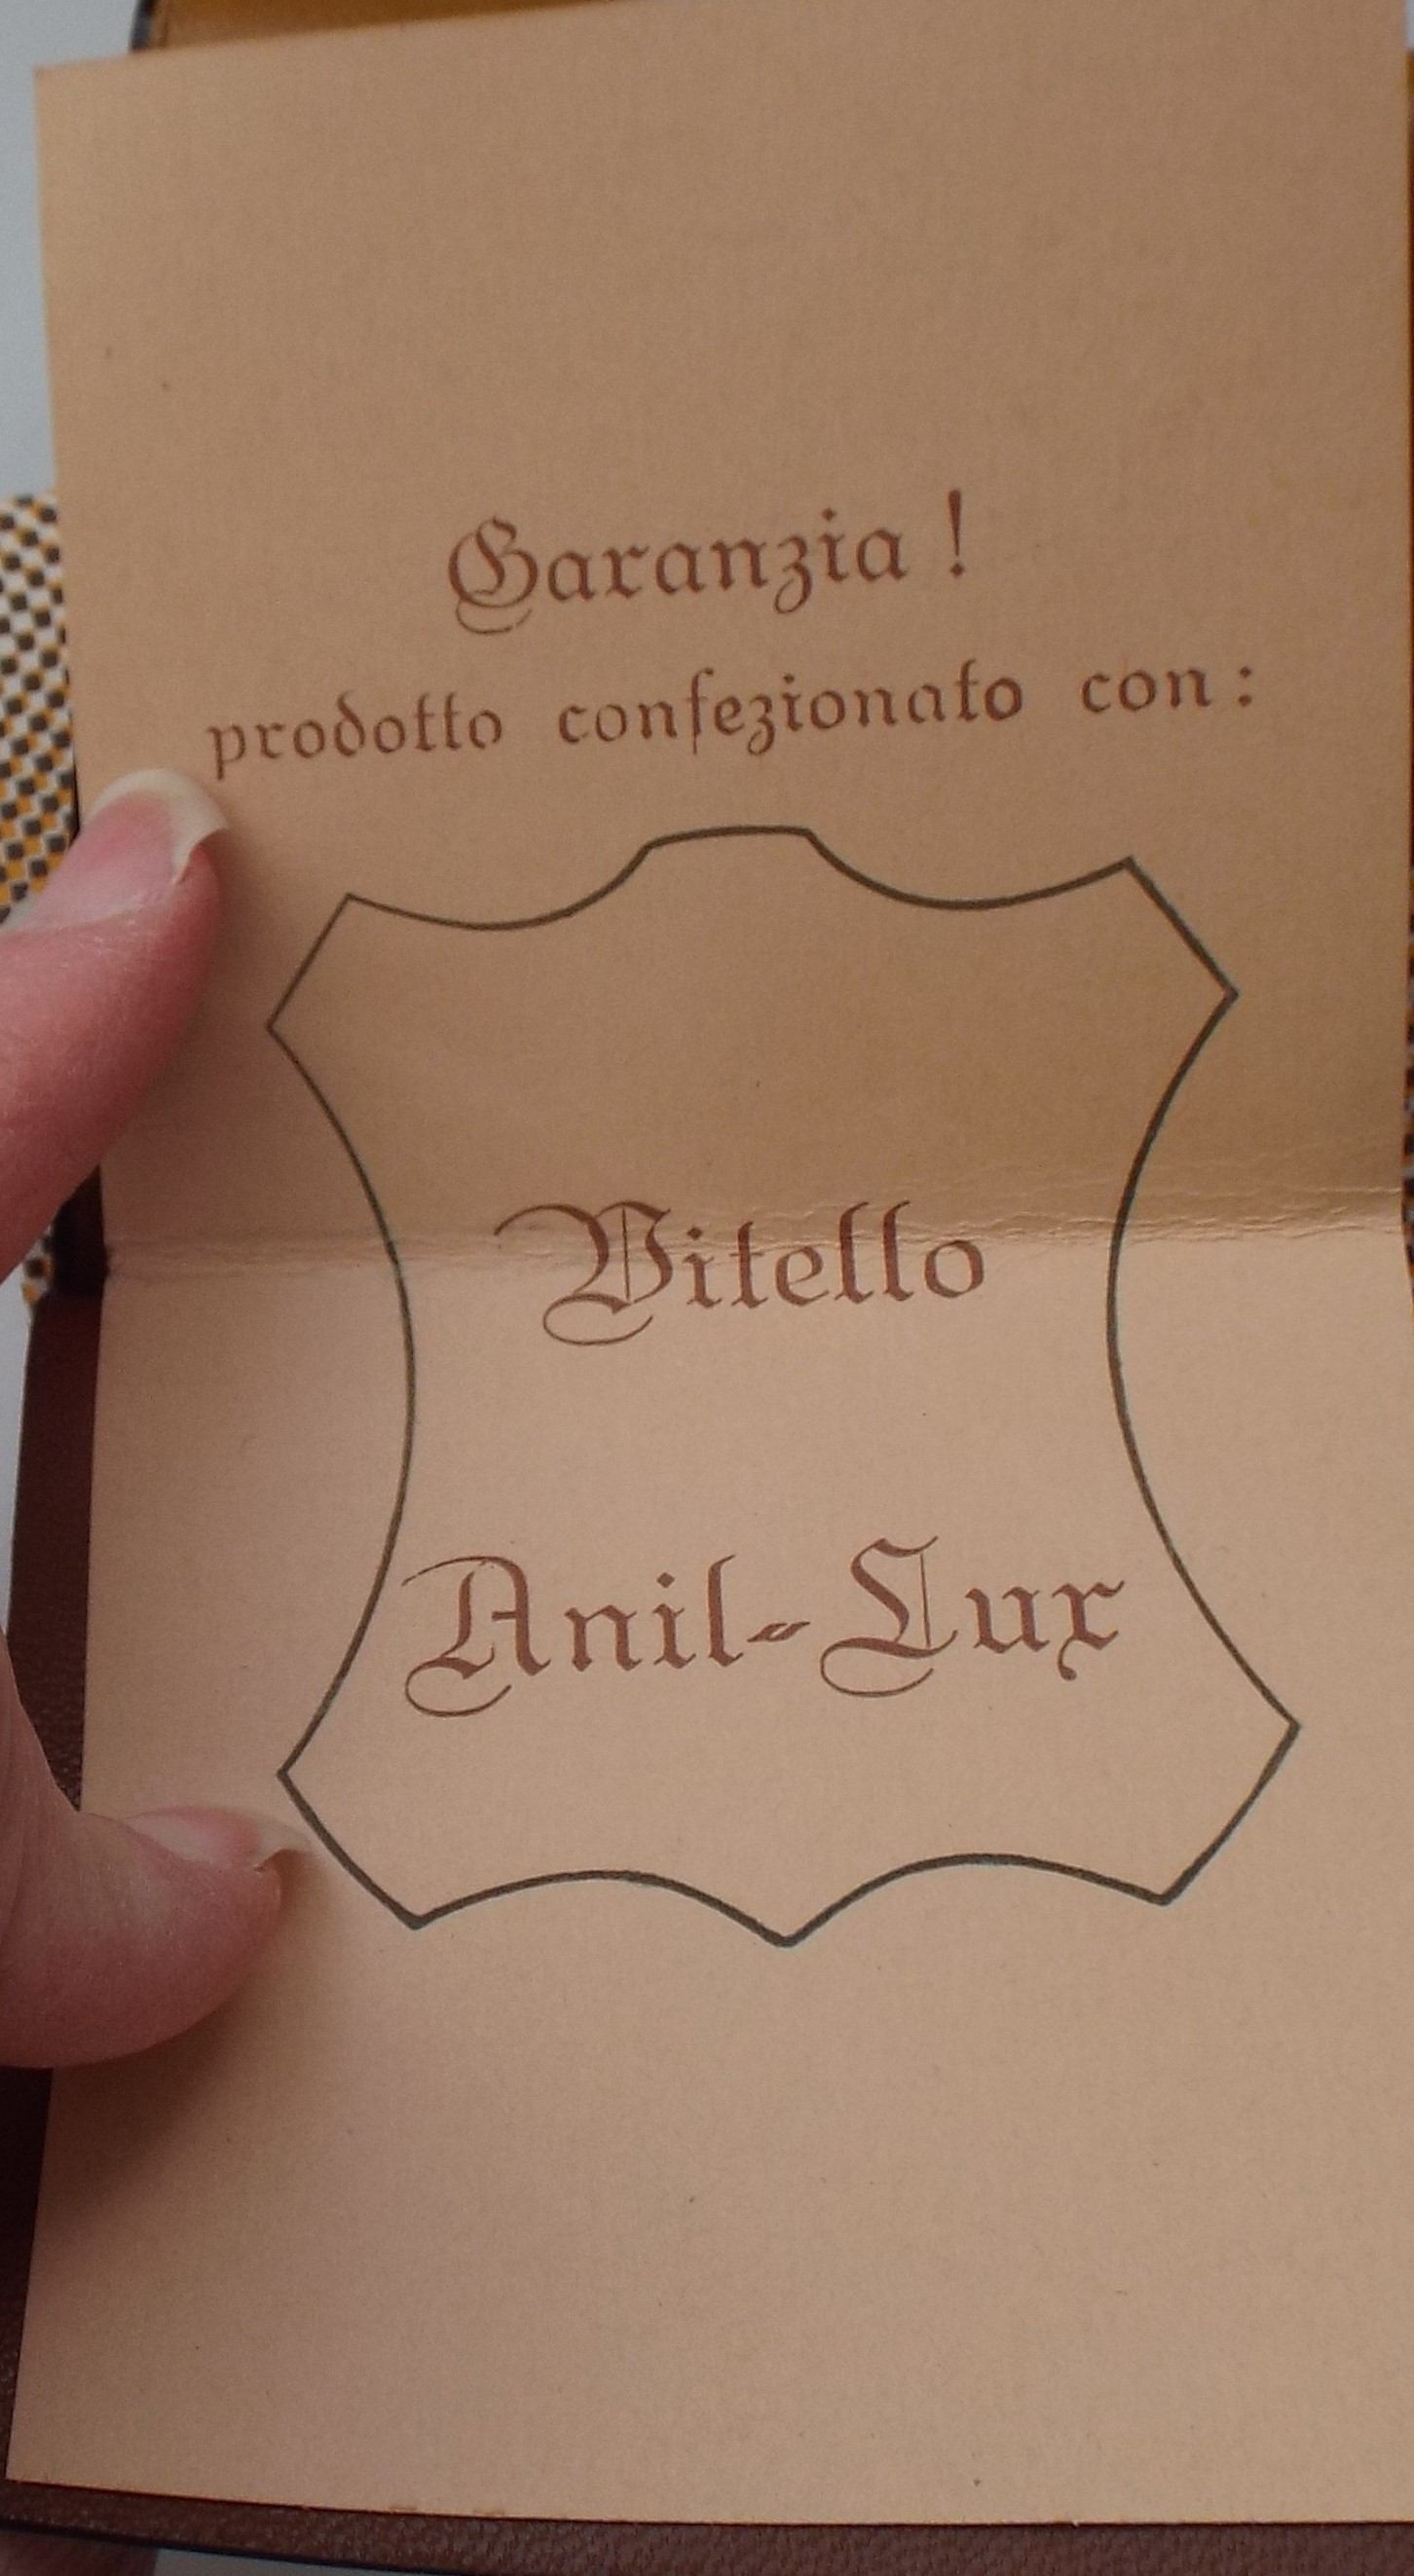 Garanzia !
prodotto confezionato con :
Vitello
Anil-Lux